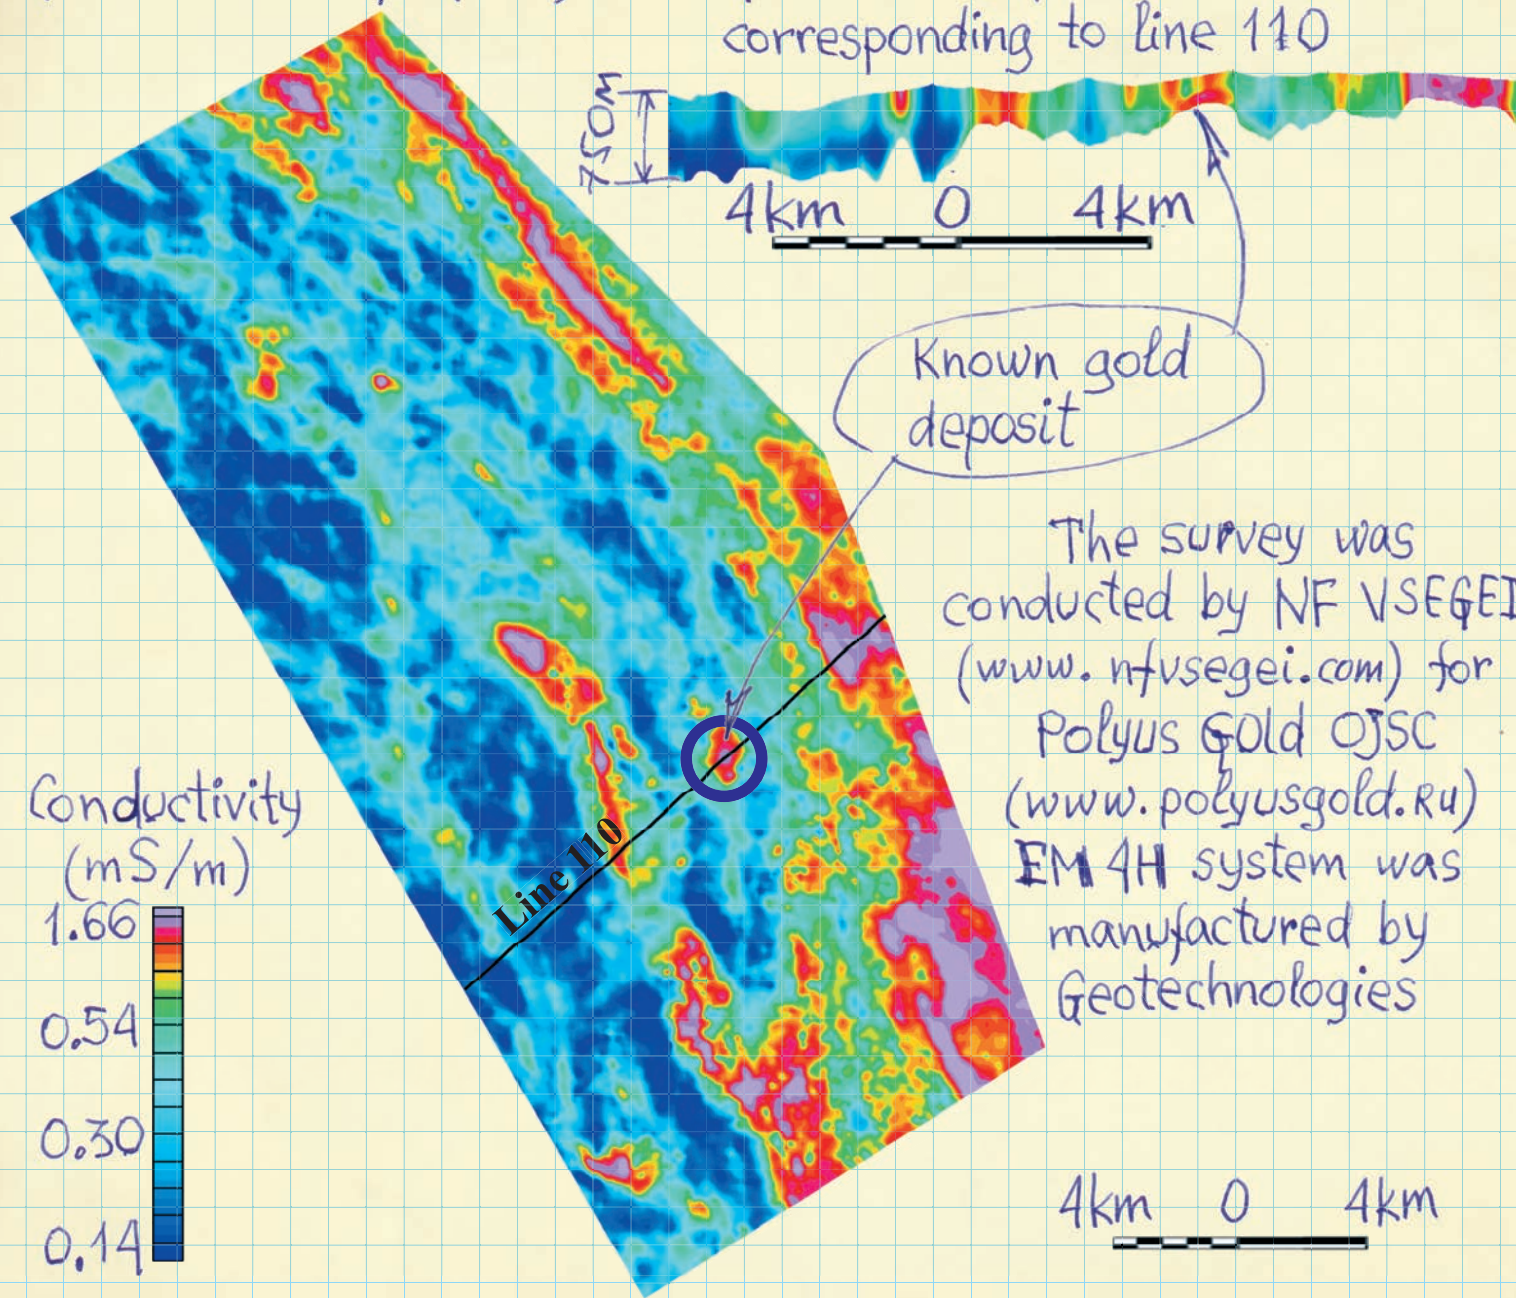 corresponding to line 110
750m
4km 0 4km
Known gold
deposit
The survey was
conducted by NF VSEGEI
(www.nfvsegei.com) for
Polyus Gold OJSC
(www.polyusgold.Ru)
EM 4H system was
manufactured by
Geotechnologies
Line 110
Conductivity
(mS/m)
1.66
0.54
0.30
0.14
4km 0 4km